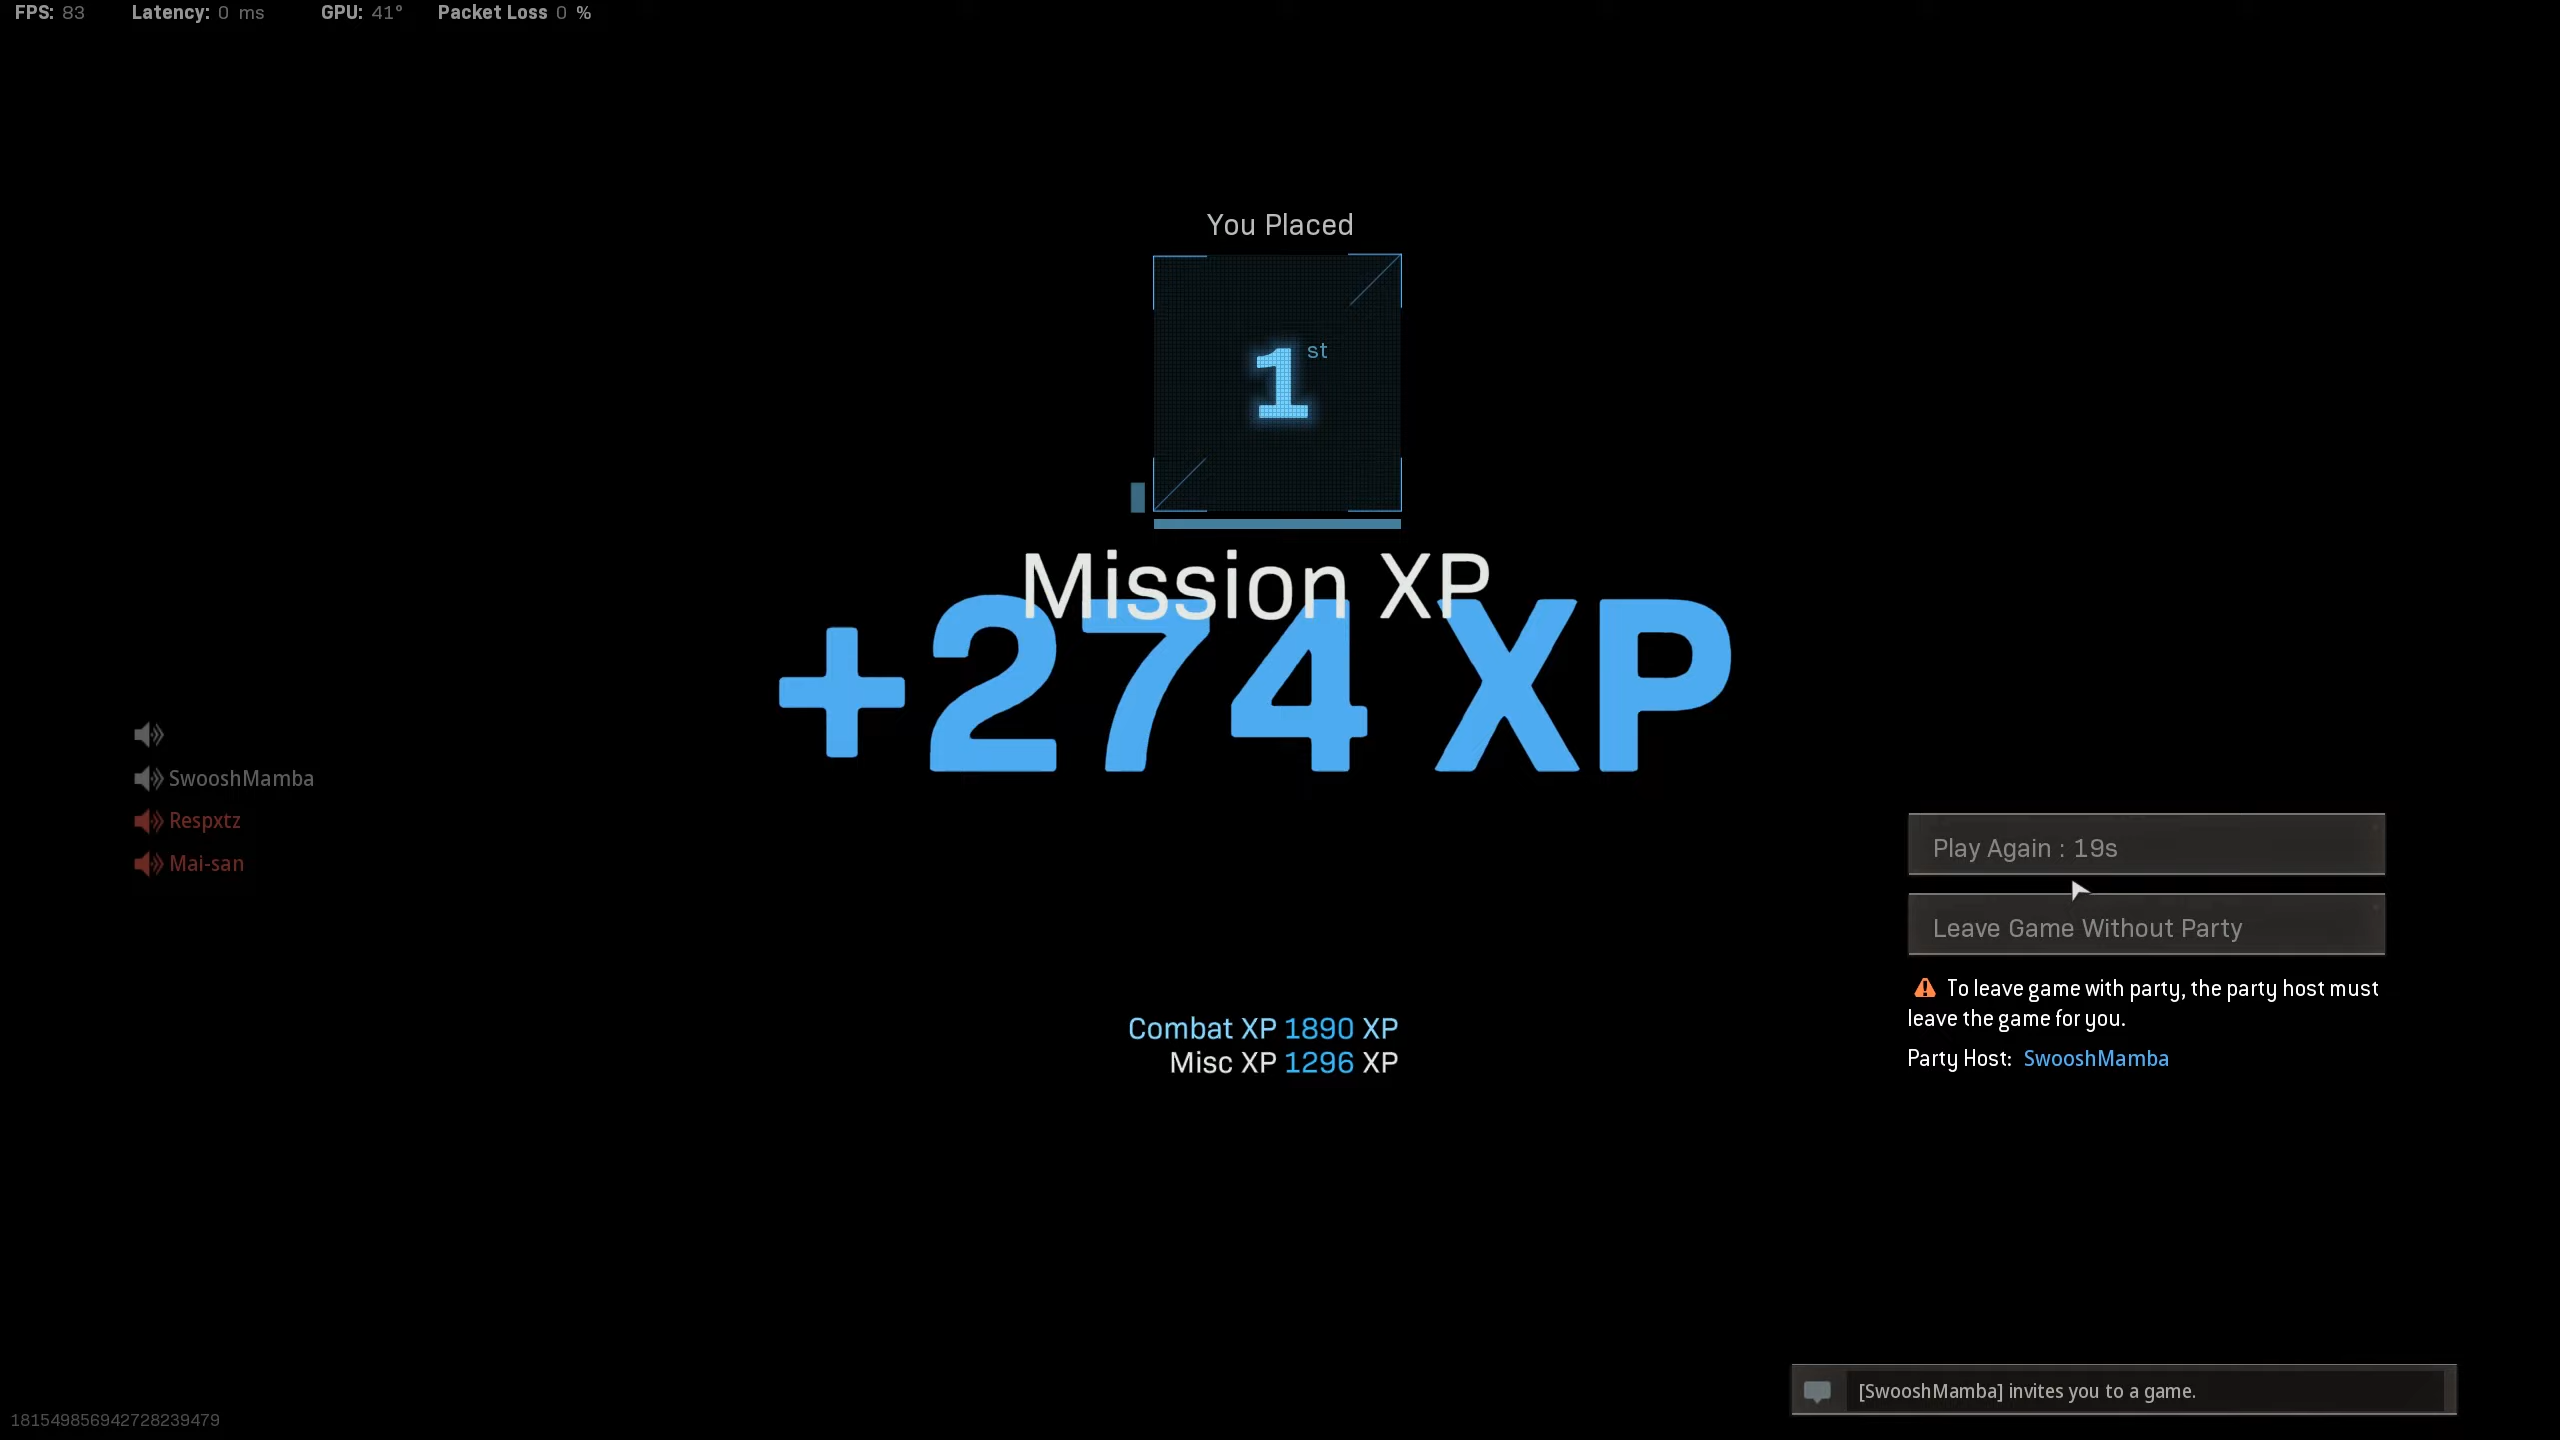 FPS: 83 Latency: 0 ms GPU: 41° Packet Loss 0 %
You Placed
1st
Mission XP
+274 XP
SwooshMamba
Respxtz
Mai-san
Play Again : 19s
Leave Game Without Party
To leave game with party, the party host must
leave the game for you.
Party Host: SwooshMamba
Combat XP 1890 XP
Misc XP 1296 XP
[SwooshMamba] invites you to a game.
181549856942728239479